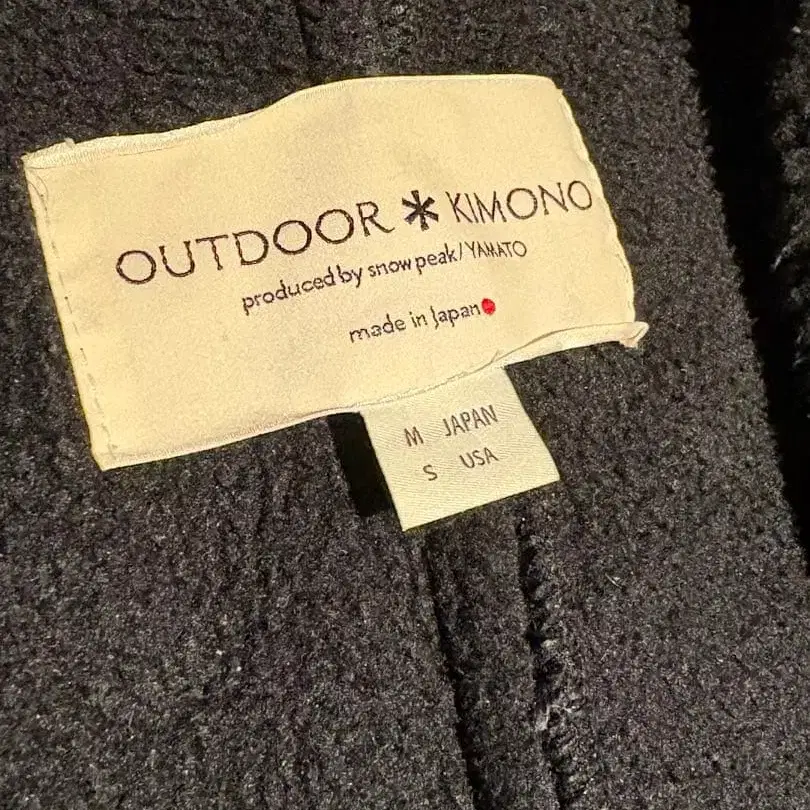 OUTDOOR * KIMONO
produced by snow peak/YAMATO
made in Japan
M JAPAN
S USA